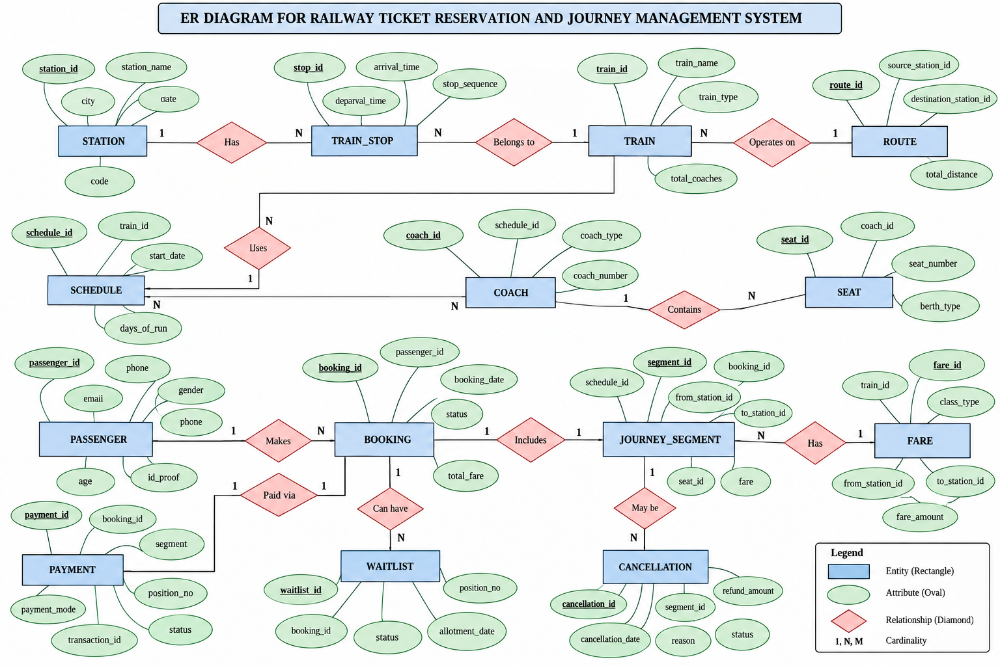 ER DIAGRAM FOR RAILWAY TICKET RESERVATION AND JOURNEY MANAGEMENT SYSTEM
station_id
station_name
city
date
STATION
code
1
Has
N
stop_id
arrival_time
deparval_time
stop_sequence
TRAIN_STOP
N
Belongs to
1
train_id
train_name
train_type
TRAIN
total_coaches
N
Operates on
1
route_id
source_station_id
destination_station_id
ROUTE
total_distance
schedule_id
train_id
start_date
SCHEDULE
days_of_run
N
Uses
1
N
N
coach_id
schedule_id
coach_type
coach_number
COACH
1
Contains
N
seat_id
coach_id
seat_number
SEAT
berth_type
passenger_id
phone
email
gender
phone
PASSENGER
age
id_proof
1
Makes
N
booking_id
passenger_id
booking_date
status
BOOKING
total_fare
1
Includes
1
segment_id
schedule_id
booking_id
from_station_id
to_station_id
JOURNEY_SEGMENT
seat_id
fare
N
Has
1
fare_id
train_id
class_type
FARE
from_station_id
to_station_id
fare_amount
1
Paid via
1
1
Can have
N
1
May be
N
payment_id
booking_id
segment
PAYMENT
position_no
payment_mode
status
transaction_id
WAITLIST
waitlist_id
position_no
booking_id
status
allotment_date
CANCELLATION
cancellation_id
refund_amount
segment_id
cancellation_date
reason
status
Legend
Entity (Rectangle)
Attribute (Oval)
Relationship (Diamond)
1, N, M Cardinality